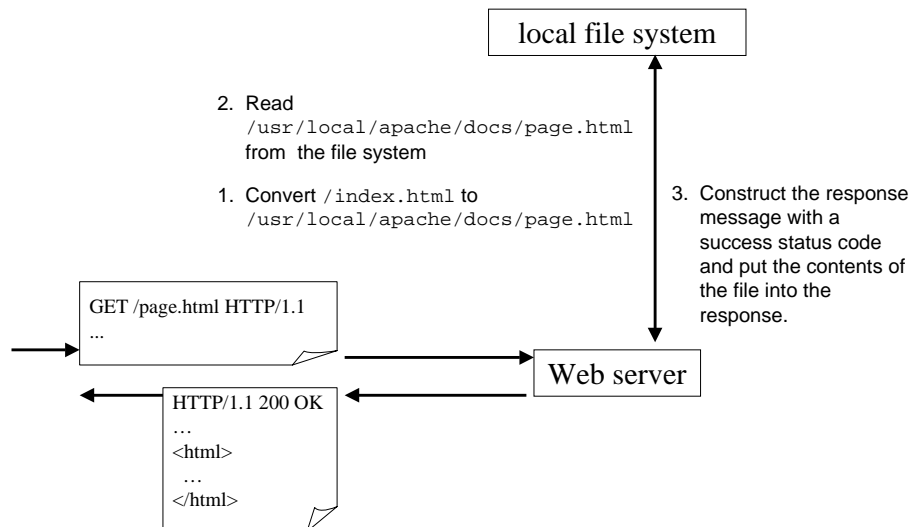 local file system
2. Read
/usr/local/apache/docs/page.html
from the file system
1. Convert /index.html to
/usr/local/apache/docs/page.html
3. Construct the response
message with a
success status code
and put the contents of
the file into the
response.
GET /page.html HTTP/1.1
...
Web server
HTTP/1.1 200 OK
…
<html>
…
</html>